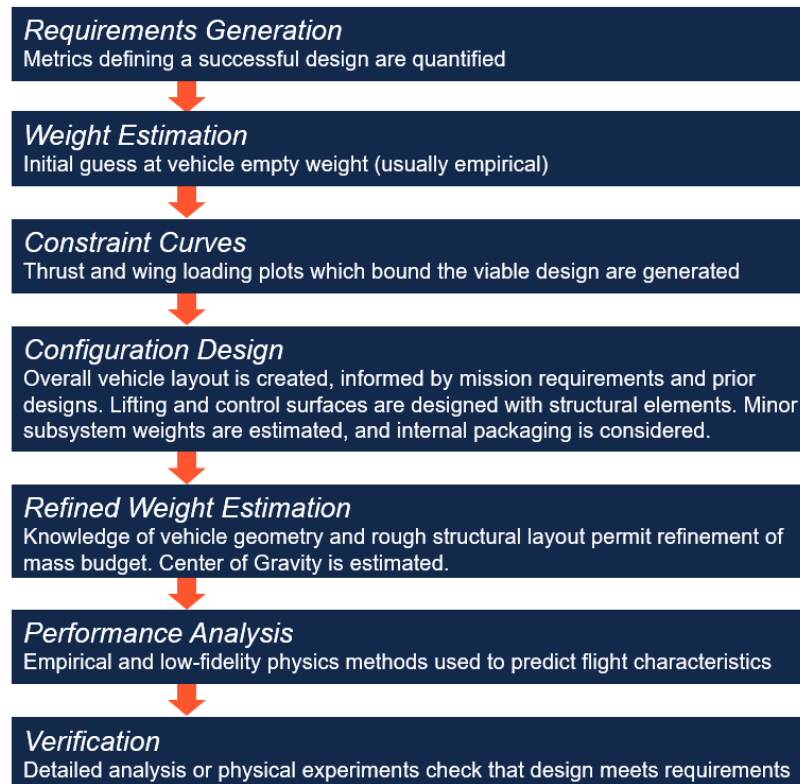 Requirements Generation
Metrics defining a successful design are quantified
Weight Estimation
Initial guess at vehicle empty weight (usually empirical)
Constraint Curves
Thrust and wing loading plots which bound the viable design are generated
Configuration Design
Overall vehicle layout is created, informed by mission requirements and prior
designs. Lifting and control surfaces are designed with structural elements. Minor
subsystem weights are estimated, and internal packaging is considered.
Refined Weight Estimation
Knowledge of vehicle geometry and rough structural layout permit refinement of
mass budget. Center of Gravity is estimated.
Performance Analysis
Empirical and low-fidelity physics methods used to predict flight characteristics
Verification
Detailed analysis or physical experiments check that design meets requirements